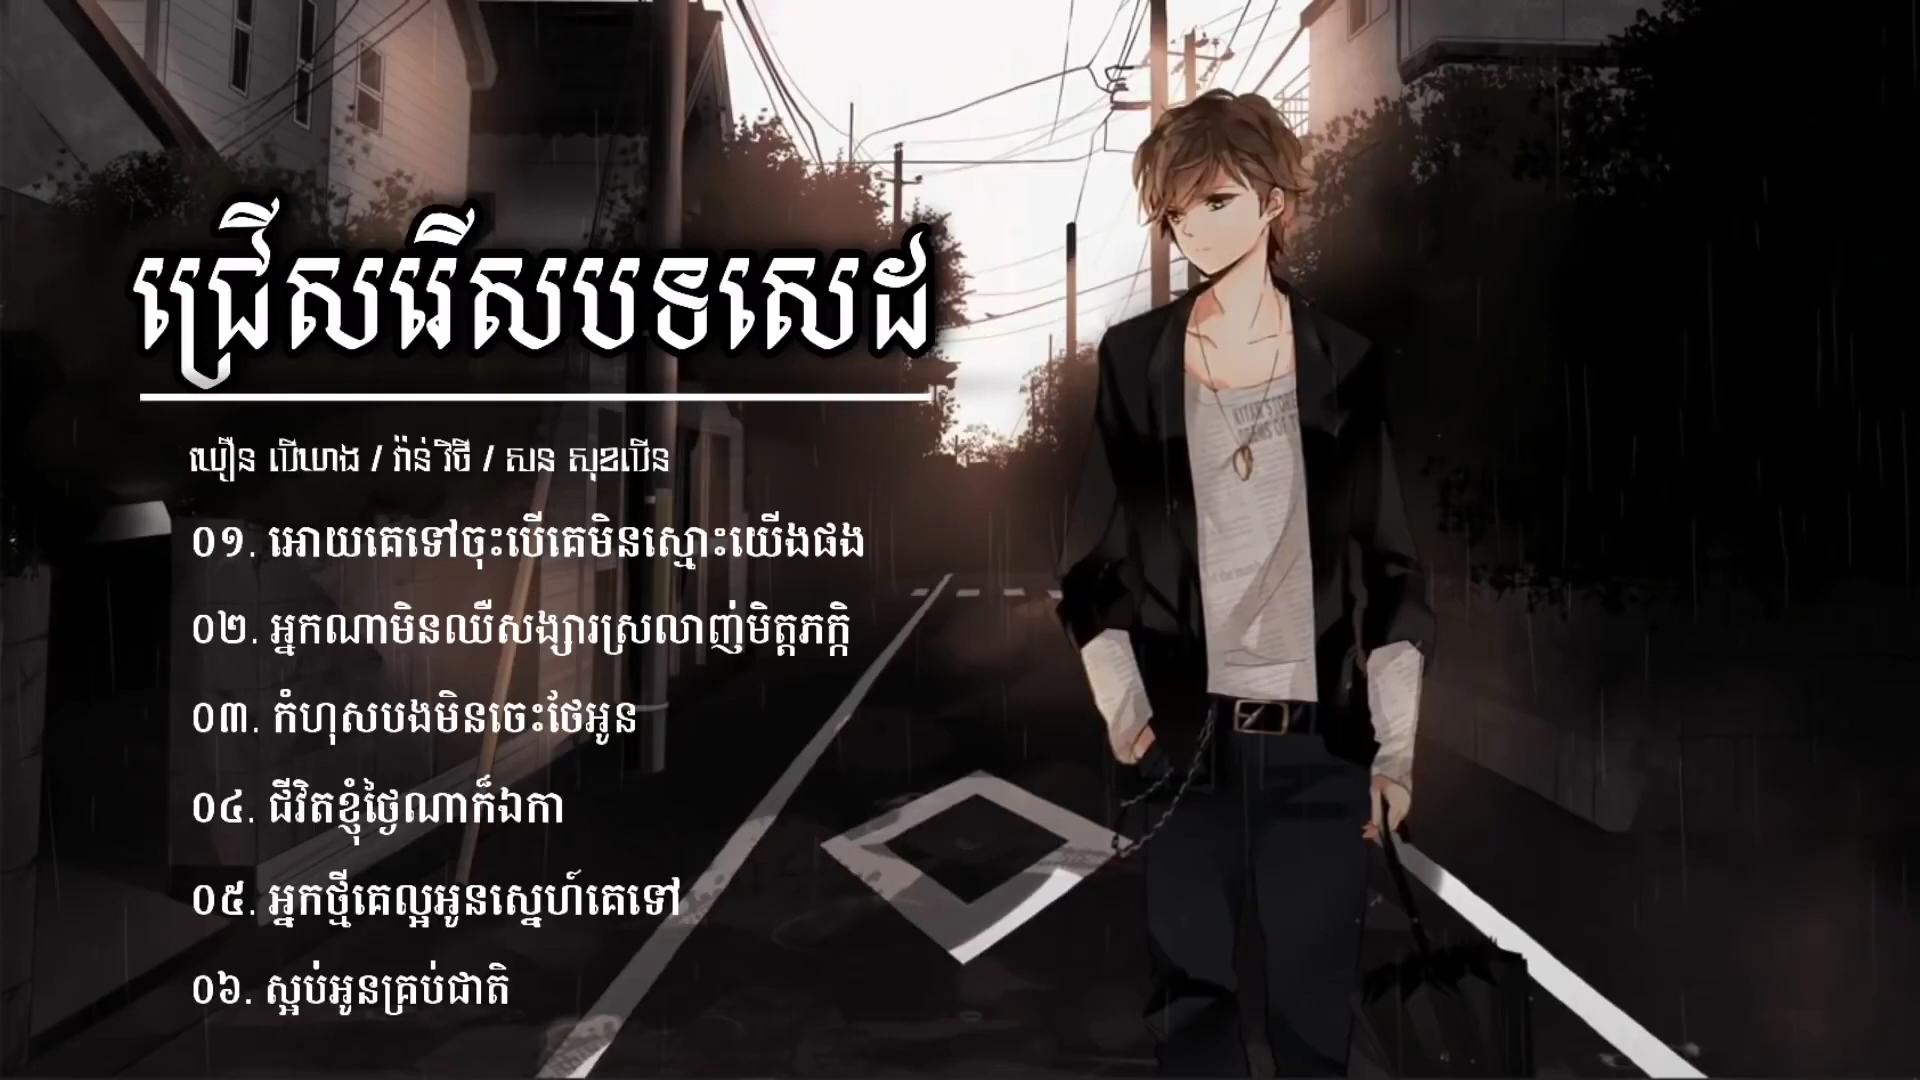 ជ្រើសរើសបទសេដ
ឃឿន លីឃាង / វ៉ាន់ វិចី / សន សុខលីន
០១. អោយគេទៅចុះបើគេមិនស្មោះយើងផង
០២. អ្នកណាមិនឈឺសង្សារស្រលាញ់មិត្តភក្កិ
០៣. កំហុសបងមិនចេះថែអូន
០៤. ជីវិតខ្ញុំថ្ងៃណាក៏ឯកា
០៥. អ្នកថ្មីគេល្អអូនស្នេហ៍គេទៅ
០៦. ស្អប់អូនគ្រប់ជាតិ